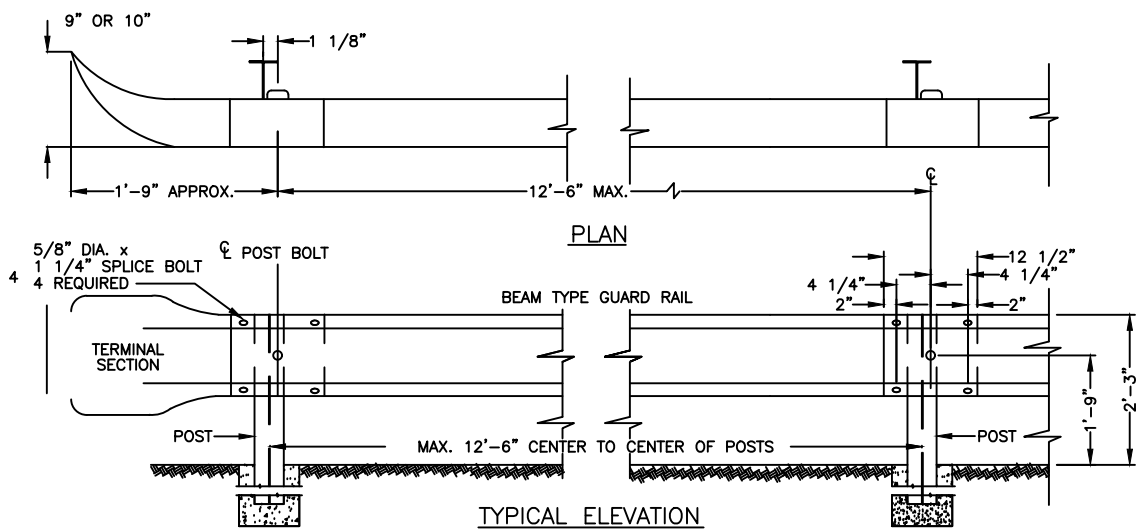 9” OR 10”
1 1/8”
1'-9” APPROX.
12'-6” MAX.
℄
PLAN
5/8” DIA. x
1 1/4” SPLICE BOLT
4 4 REQUIRED
℄ POST BOLT
BEAM TYPE GUARD RAIL
12 1/2”
4 1/4”
4 1/4”
2”
2”
TERMINAL
SECTION
1'-9”
2'-3”
POST
MAX. 12'-6” CENTER TO CENTER OF POSTS
POST
TYPICAL ELEVATION